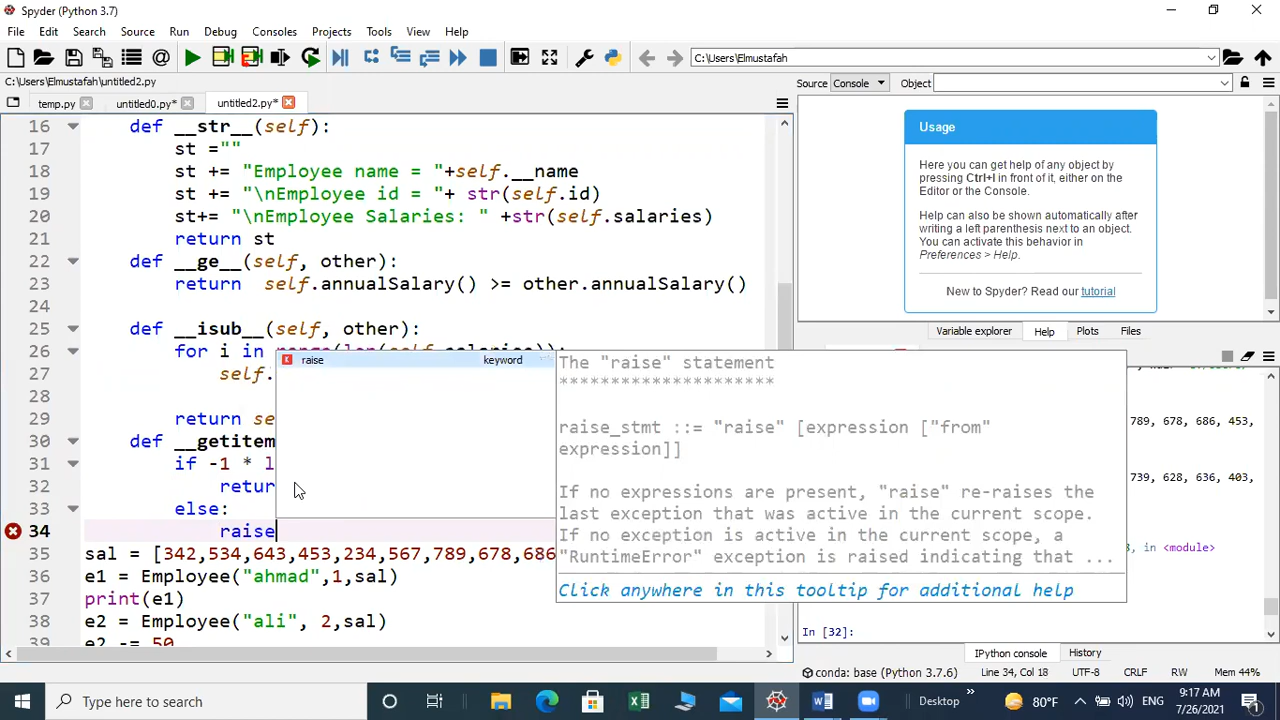 Spyder (Python 3.7)
File Edit Search Source Run Debug Consoles Projects Tools View Help
C:\Users\Elmustafah
C:\Users\Elmustafah\untitled2.py
Source Console Object
temp.py untitled0.py* untitled2.py*
16 def __str__(self):
17 st =""
18 st += "Employee name = "+self.__name
19 st += "\nEmployee id = "+ str(self.id)
20 st+= "\nEmployee Salaries: " +str(self.salaries)
21 return st
22 def __ge__(self, other):
23 return self.annualSalary() >= other.annualSalary()
24
25 def __isub__(self, other):
26 for i in range(len(self.salaries)):
27 self.
28
29 return se
30 def __getitem
31 if -1 * l
32 retur
33 else:
34 raise
35 sal = [342,534,643,453,234,567,789,678,686
36 e1 = Employee("ahmad",1,sal)
37 print(e1)
38 e2 = Employee("ali", 2,sal)
39 e2 -= 50
raise keyword
The "raise" statement
*********************
raise_stmt ::= "raise" [expression ["from"
expression]]
If no expressions are present, "raise" re-raises the
last exception that was active in the current scope.
If no exception is active in the current scope, a
"RuntimeError" exception is raised indicating that ...
Click anywhere in this tooltip for additional help
Usage
Here you can get help of any object by
pressing Ctrl+I in front of it, either on the
Editor or the Console.
Help can also be shown automatically after
writing a left parenthesis next to an object.
You can activate this behavior in
Preferences > Help.
New to Spyder? Read our tutorial
Variable explorer Help Plots Files
789, 678, 686, 453,
739, 628, 636, 403,
, in <module>
In [32]:
IPython console History
conda: base (Python 3.7.6) Line 34, Col 18 UTF-8 CRLF RW Mem 44%
Type here to search
Desktop
80°F
ENG
9:17 AM
7/26/2021
1